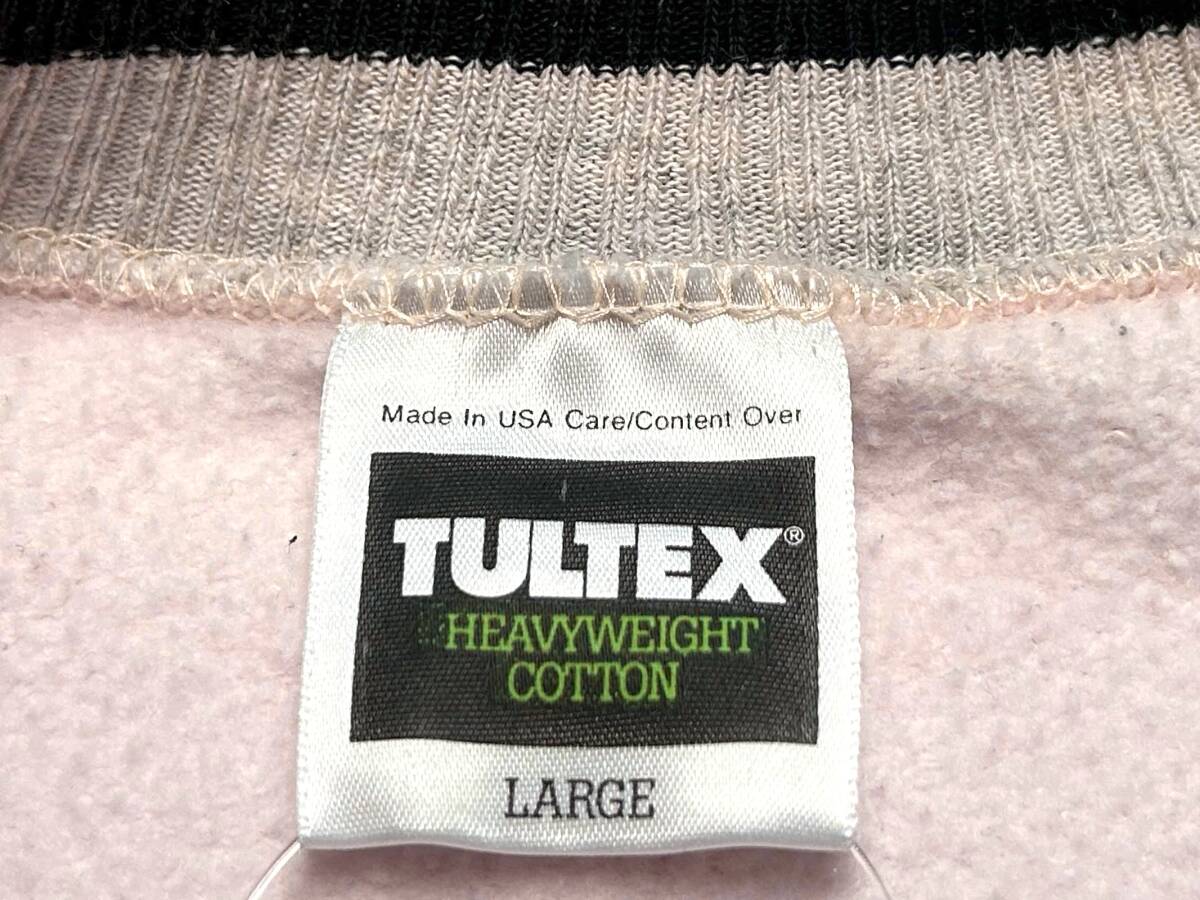 Made In USA Care/Content Over
TULTEX®
HEAVYWEIGHT
COTTON
LARGE